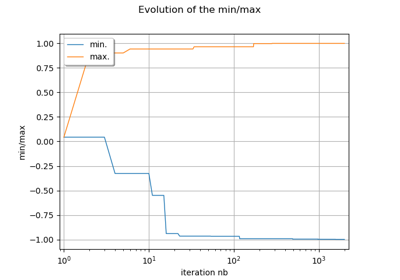 Evolution of the min/max
min.
max.
1.00
0.75
0.50
0.25
0.00
−0.25
−0.50
−0.75
−1.00
min/max
10⁰
10¹
10²
10³
iteration nb